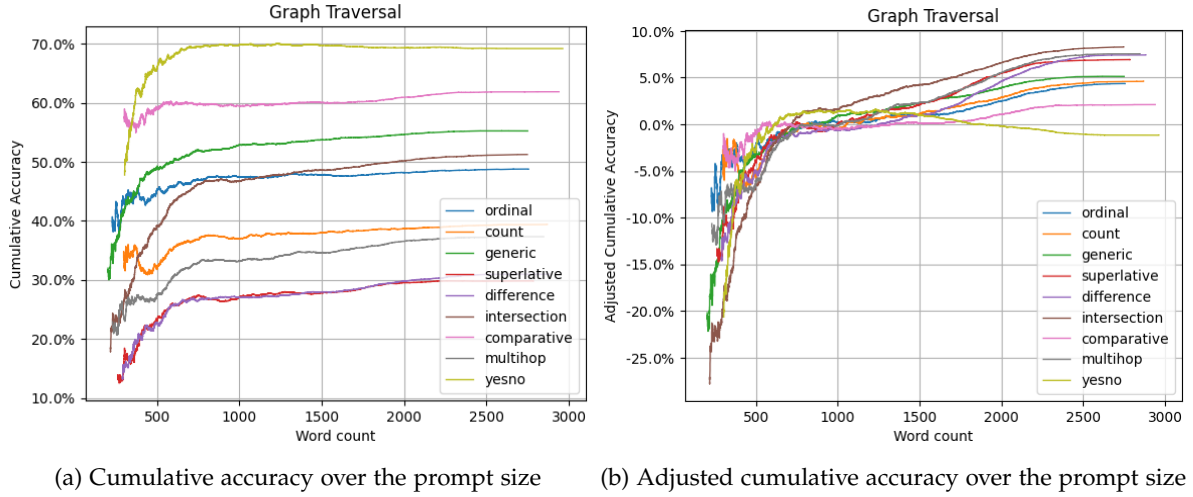 Graph Traversal
70.0%
60.0%
50.0%
40.0%
30.0%
20.0%
10.0%
Cumulative Accuracy
500
1000
1500
2000
2500
3000
Word count
ordinal
count
generic
superlative
difference
intersection
comparative
multihop
yesno
(a) Cumulative accuracy over the prompt size
Graph Traversal
10.0%
5.0%
0.0%
-5.0%
-10.0%
-15.0%
-20.0%
-25.0%
Adjusted Cumulative Accuracy
500
1000
1500
2000
2500
3000
Word count
ordinal
count
generic
superlative
difference
intersection
comparative
multihop
yesno
(b) Adjusted cumulative accuracy over the prompt size